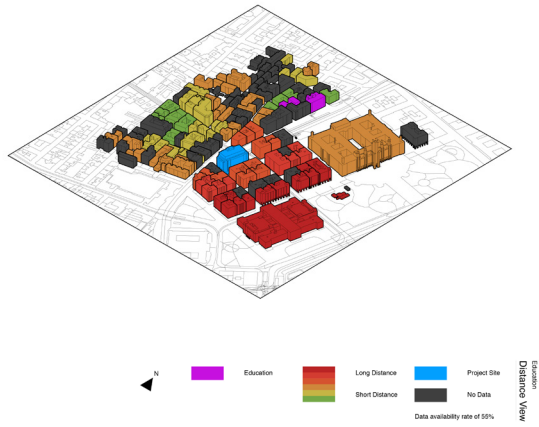 N
Education
Long Distance
Short Distance
Project Site
No Data
Data availability rate of 55%
Education
Distance View